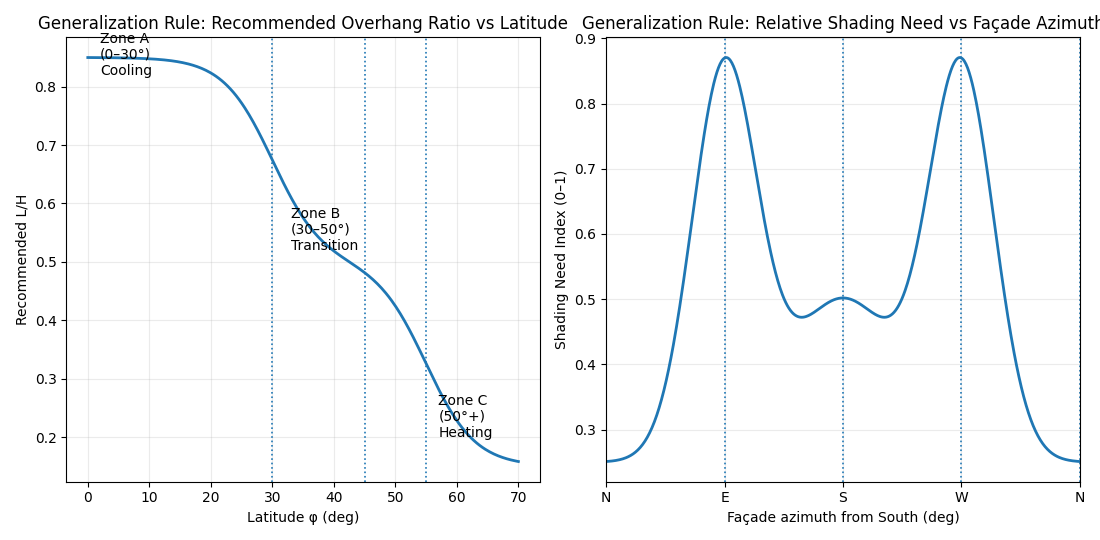 Generalization Rule: Recommended Overhang Ratio vs Latitude
Zone A
(0–30°)
Cooling
Zone B
(30–50°)
Transition
Zone C
(50°+)
Heating
Recommended L/H
0.8
0.7
0.6
0.5
0.4
0.3
0.2
0 10 20 30 40 50 60 70
Latitude φ (deg)
Generalization Rule: Relative Shading Need vs Façade Azimuth
Shading Need Index (0–1)
0.9
0.8
0.7
0.6
0.5
0.4
0.3
N E S W N
Façade azimuth from South (deg)